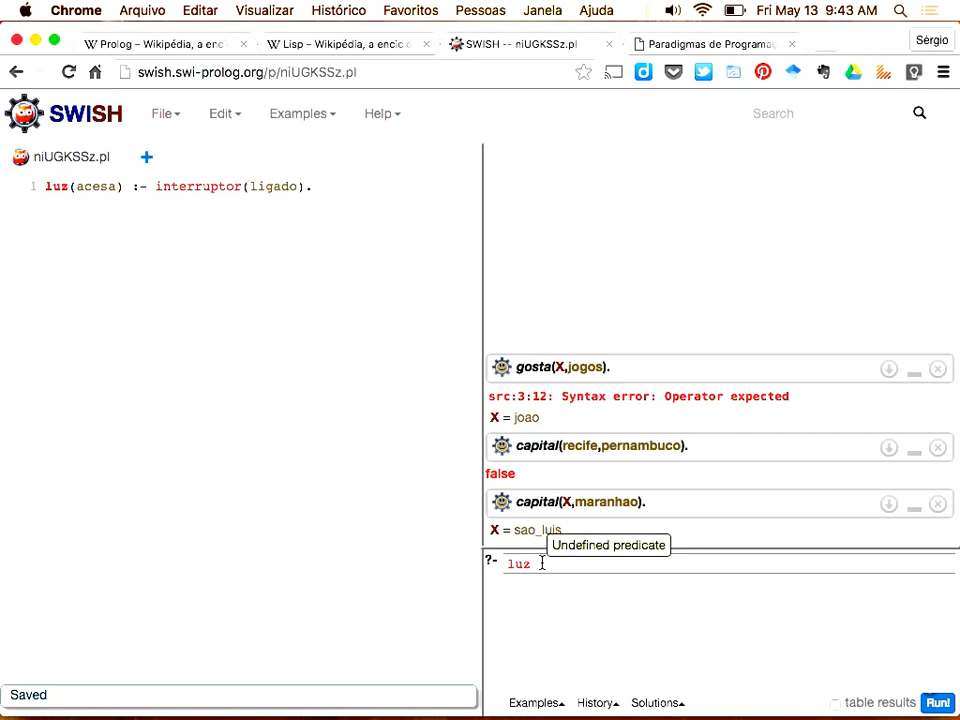 Chrome Arquivo Editar Visualizar Histórico Favoritos Pessoas Janela Ajuda Fri May 13 9:43 AM
Prolog – Wikipédia, a enc Lisp – Wikipédia, a encic SWISH -- niUGKSSz.pl Paradigmas de Programaç Sérgio
swish.swi-prolog.org/p/niUGKSSz.pl
SWISH File Edit Examples Help Search
niUGKSSz.pl
1 luz(acesa) :- interruptor(ligado).
gosta(X,jogos).
src:3:12: Syntax error: Operator expected
X = joao
capital(recife,pernambuco).
false
capital(X,maranhao).
X = sao_luis
Undefined predicate
?- luz
Saved
Examples History Solutions table results Run!